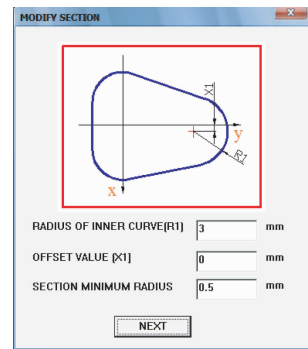 MODIFY SECTION
X1
y
R1
x
RADIUS OF INNER CURVE(R1) 3 mm
OFFSET VALUE (X1) 0 mm
SECTION MINIMUM RADIUS 0.5 mm
NEXT